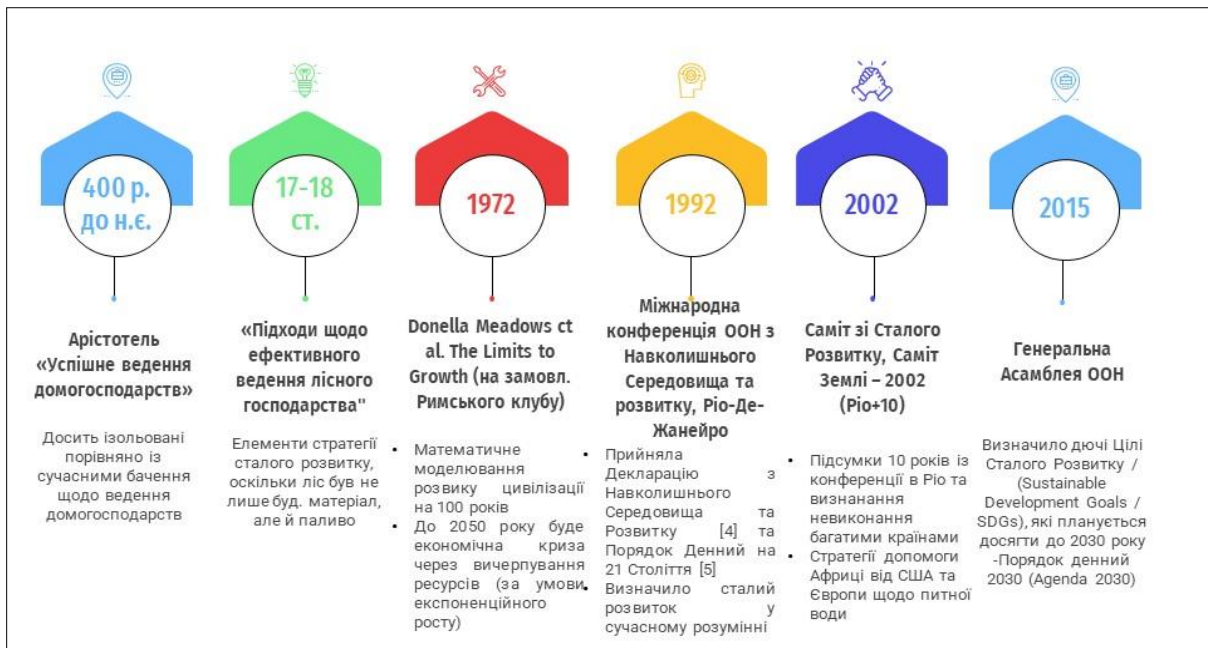 400 р.
до н.є.
Арістотель
«Успішне ведення
домогосподарств»
Досить ізольовані
порівняно із
сучасними бачення
щодо ведення
домогосподарств
17-18
ст.
«Підходи щодо
ефективного
ведення лісного
господарства"
Елементи стратегії
сталого розвитку,
оскільки ліс був не
лише буд. матеріал,
але й паливо
1972
Donella Meadows ct
al. The Limits to
Growth (на замовл.
Римського клубу)
• Математичне
моделювання
розвику цивілізації
на 100 років
• До 2050 року буде
економічна криза
через вичерпування
ресурсів (за умови
експоненційного
росту)
1992
Міжнародна
конференція ООН з
Навколишнього
Середовища та
розвитку, Ріо-Де-
Жанейро
• Прийняла
Декларацію з
Навколишнього
Середовища та
Розвитку [4] та
Порядок Денний на
21 Століття [5]
• Визначило сталий
розвиток у
сучасному розумінні
2002
Саміт зі Сталого
Розвитку, Саміт
Землі – 2002
(Ріо+10)
• Підсумки 10 років із
конференції в Ріо та
визнанання
невиконання
багатими країнами
• Стратегії допомоги
Африці від США та
Європи щодо питної
води
2015
Генеральна
Асамблея ООН
Визначило дючі Цілі
Сталого Розвитку /
(Sustainable
Development Goals /
SDGs), які планується
досягти до 2030 року
-Порядок денний
2030 (Agenda 2030)